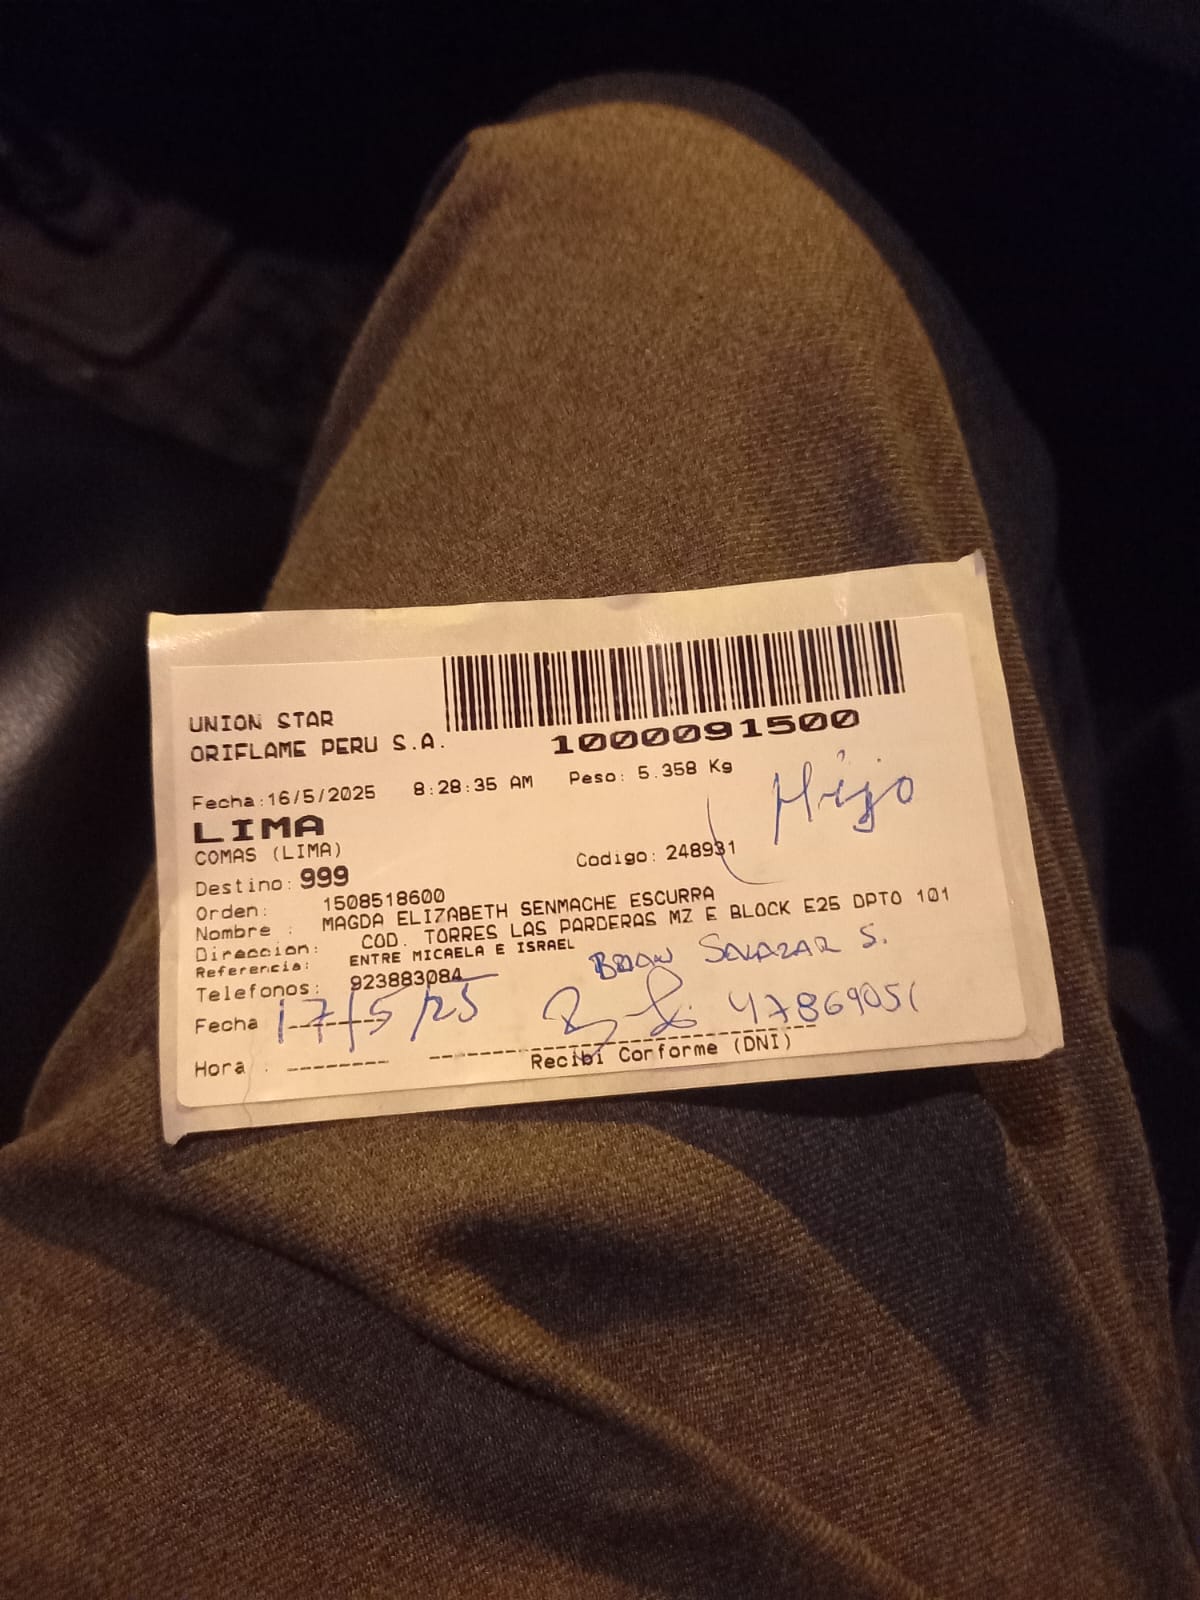 UNION STAR
ORIFLAME PERU S.A.
1000091500
Fecha:16/5/2025 8:28:35 AM Peso: 5.358 Kg
Hijo
LIMA
COMAS (LIMA)
Codigo: 248931
Destino: 999
Orden: 1508518600
Nombre : MAGDA ELIZABETH SENMACHE ESCURRA
Direccion: COD. TORRES LAS PARDERAS MZ E BLOCK E25 DPTO 101
Referencia: ENTRE MICAELA E ISRAEL
Telefonos: 923883084
SALAZAR S.
Fecha 17/5/25
47869051
Hora :
Recibi Conforme (DNI)